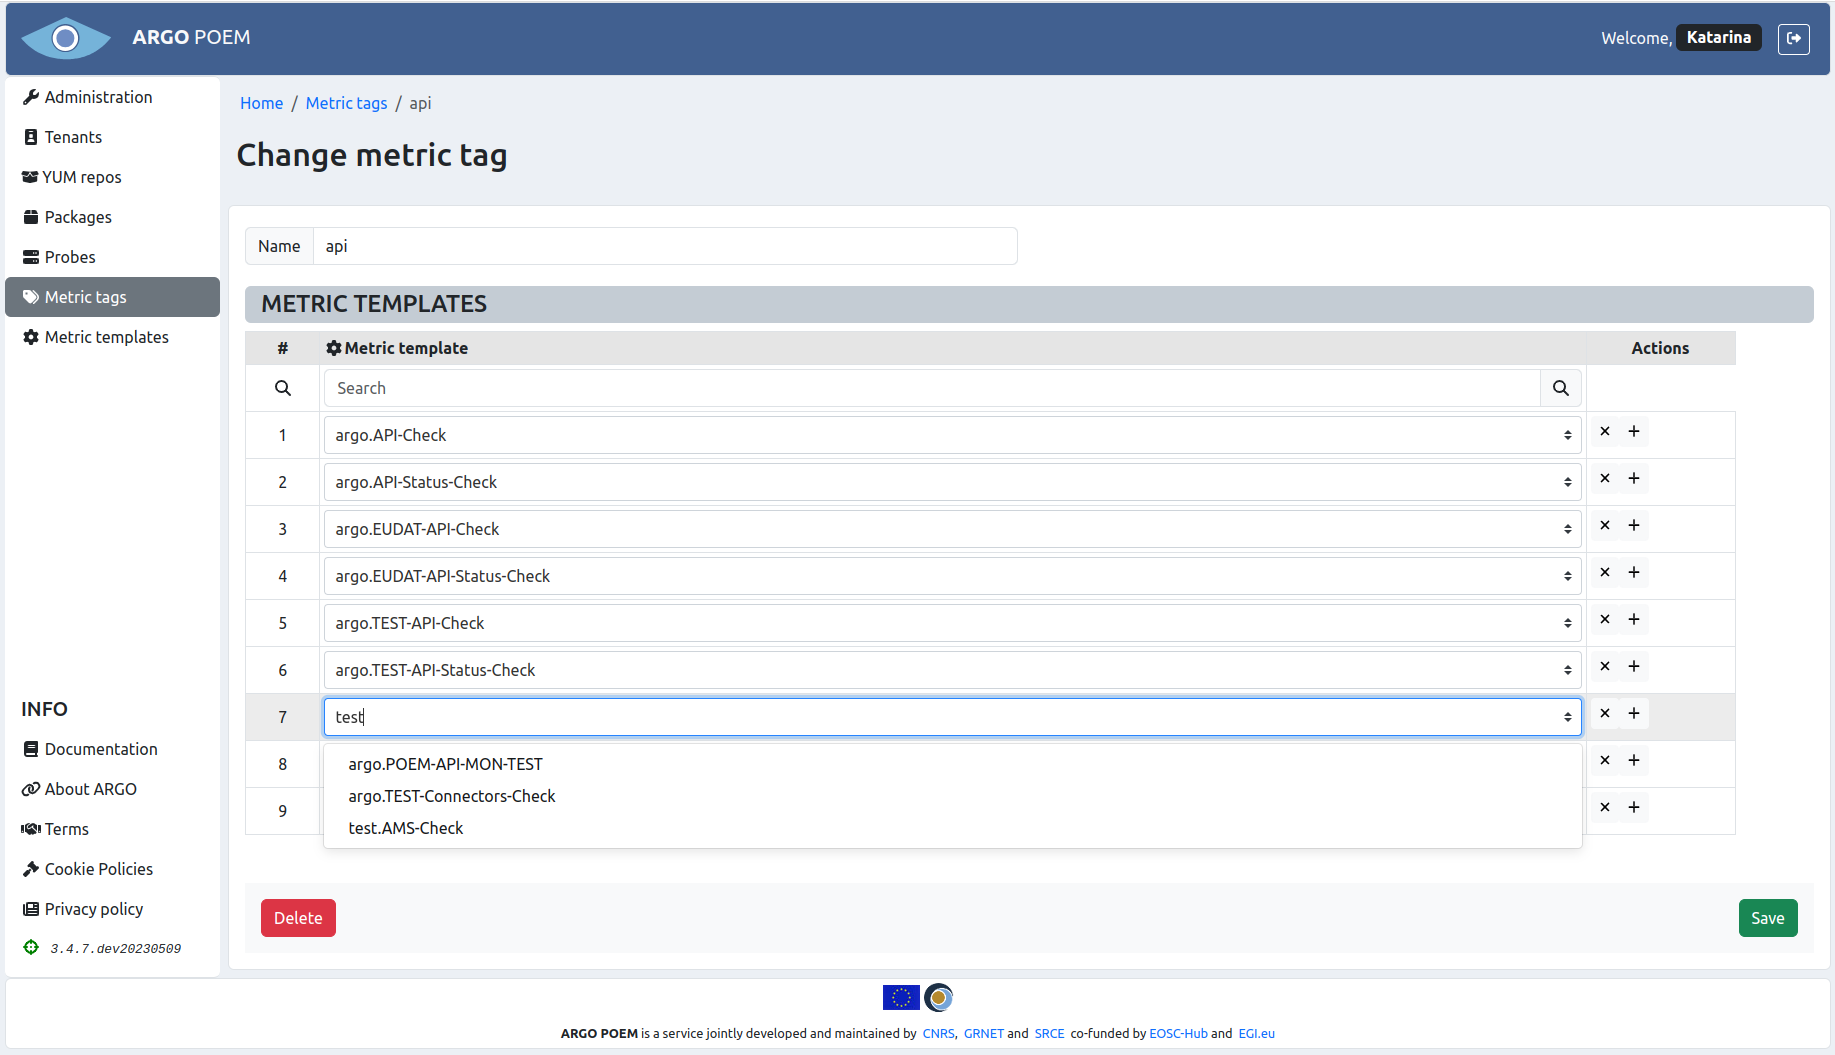 ARGO POEM
Welcome, Katarina
Administration
Tenants
YUM repos
Packages
Probes
Metric tags
Metric templates
INFO
Documentation
About ARGO
Terms
Cookie Policies
Privacy policy
3.4.7.dev20230509
Home / Metric tags / api
Change metric tag
Name api
METRIC TEMPLATES
# Metric template Actions
Search
1 argo.API-Check
2 argo.API-Status-Check
3 argo.EUDAT-API-Check
4 argo.EUDAT-API-Status-Check
5 argo.TEST-API-Check
6 argo.TEST-API-Status-Check
7 test
8
9
argo.POEM-API-MON-TEST
argo.TEST-Connectors-Check
test.AMS-Check
Delete
Save
ARGO POEM is a service jointly developed and maintained by CNRS, GRNET and SRCE co-funded by EOSC-Hub and EGI.eu